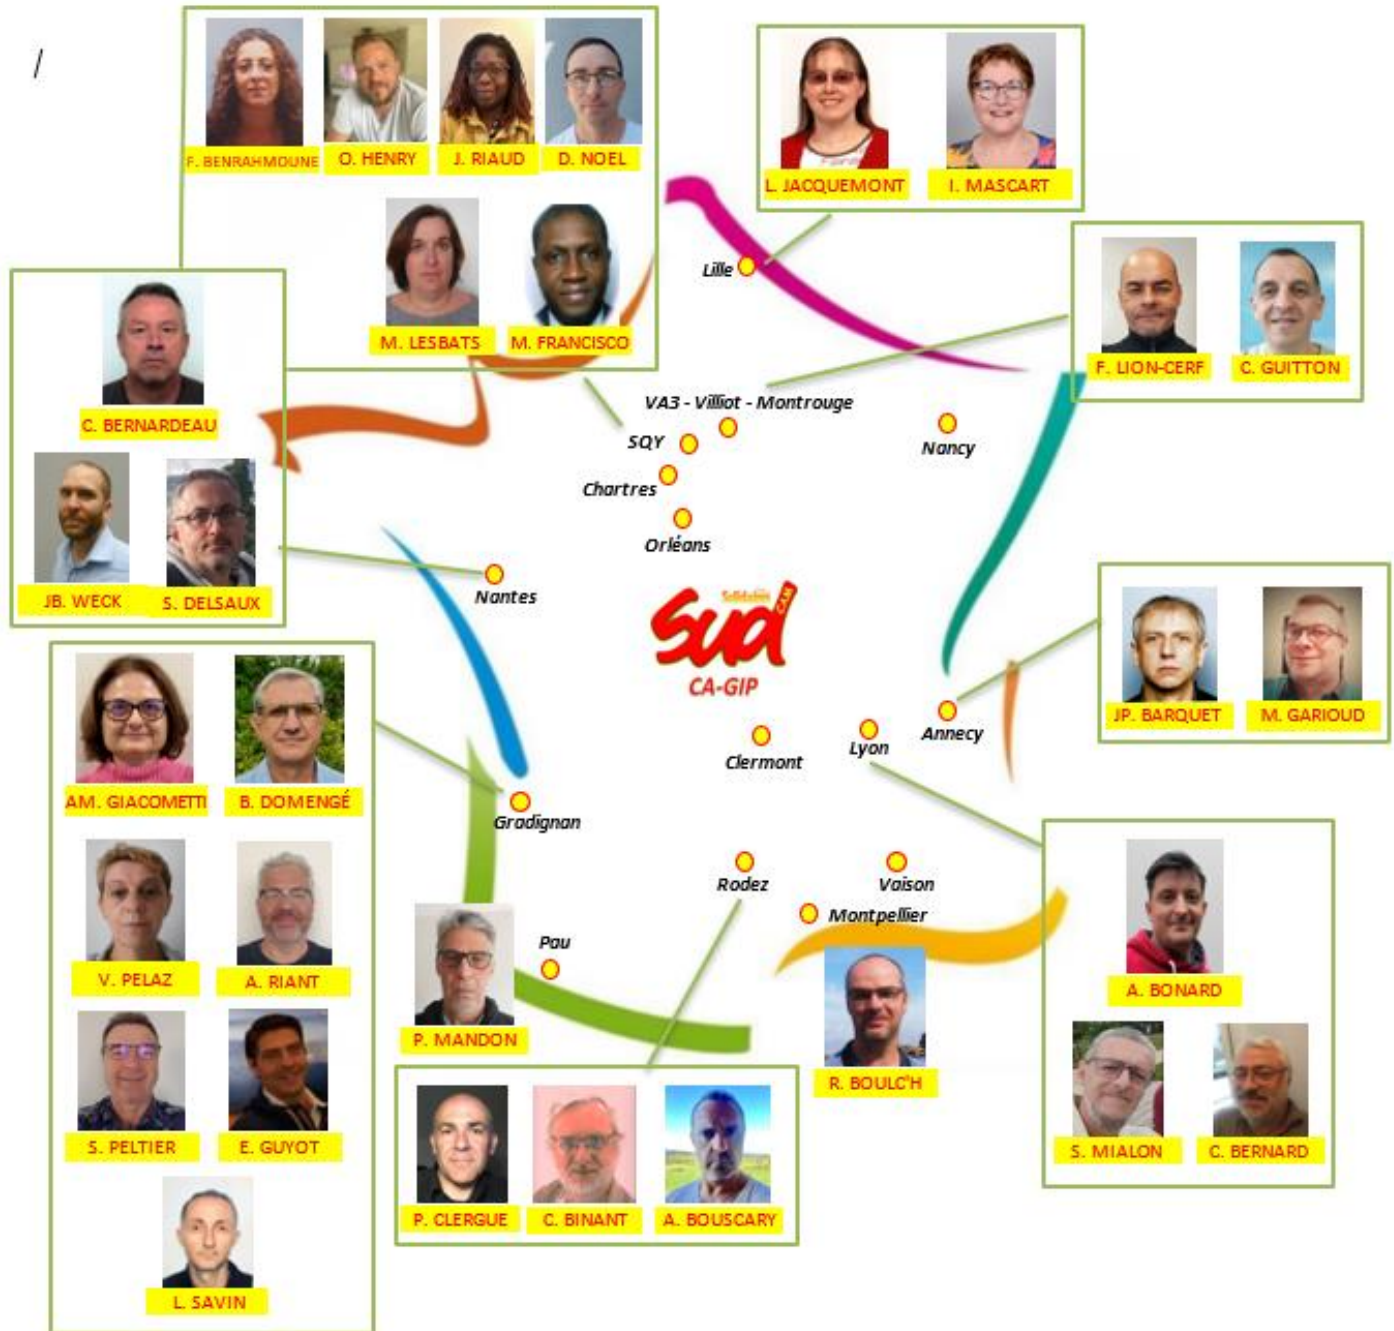 /
F. BENRAHMOUNE
O. HENRY
J. RIAUD
D. NOEL
M. LESBATS
M. FRANCISCO
L. JACQUEMONT
I. MASCART
F. LION-CERF
C. GUITTON
C. BERNARDEAU
JB. WECK
S. DELSAUX
Lille
VA3 - Villiot - Montrouge
SQY
Nancy
Chartres
Orléans
Nantes
Solidaires
Sud
CAM
CA-GIP
JP. BARQUET
M. GARIOUD
Annecy
Lyon
Clermont
AM. GIACOMETTI
B. DOMENGÉ
V. PELAZ
A. RIANT
S. PELTIER
E. GUYOT
L. SAVIN
Gradignan
Rodez
Vaison
Montpellier
Pau
P. MANDON
R. BOULC'H
P. CLERGUE
C. BINANT
A. BOUSCARY
A. BONARD
S. MIALON
C. BERNARD